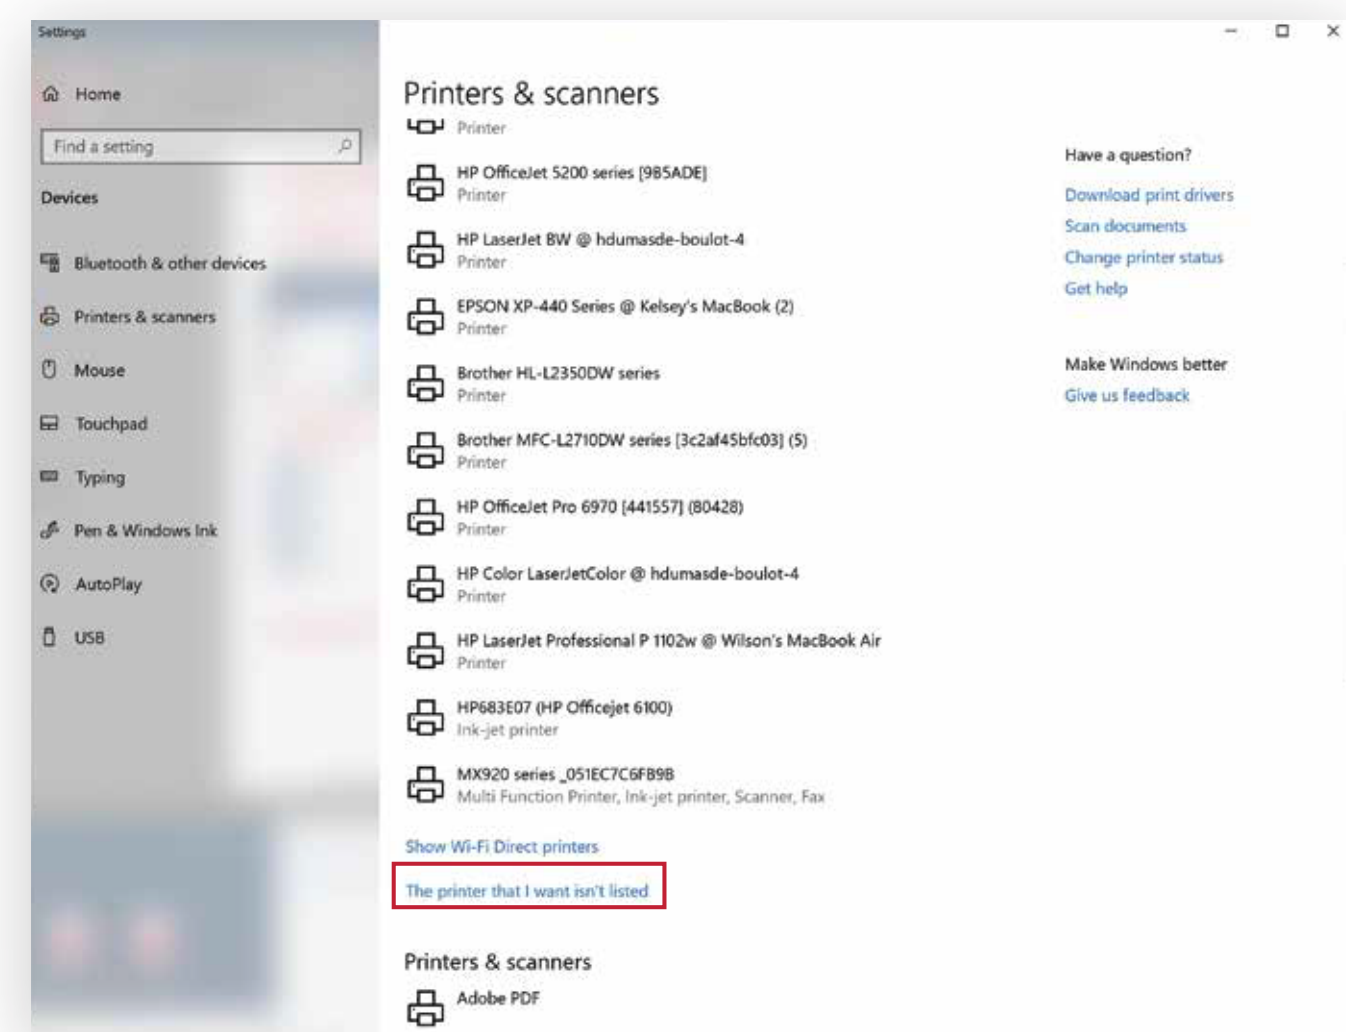 Settings
Home
Find a setting
Devices
Bluetooth & other devices
Printers & scanners
Mouse
Touchpad
Typing
Pen & Windows Ink
AutoPlay
USB
Printers & scanners
Printer
HP OfficeJet 5200 series [9B5ADE]
Printer
HP LaserJet BW @ hdumasde-boulot-4
Printer
EPSON XP-440 Series @ Kelsey's MacBook (2)
Printer
Brother HL-L2350DW series
Printer
Brother MFC-L2710DW series [3c2af45bfc03] (5)
Printer
HP OfficeJet Pro 6970 [441557] (80428)
Printer
HP Color LaserJetColor @ hdumasde-boulot-4
Printer
HP LaserJet Professional P 1102w @ Wilson's MacBook Air
Printer
HP683E07 (HP Officejet 6100)
Ink-jet printer
MX920 series _051EC7C6FB9B
Multi Function Printer, Ink-jet printer, Scanner, Fax
Show Wi-Fi Direct printers
The printer that I want isn't listed
Printers & scanners
Adobe PDF
Have a question?
Download print drivers
Scan documents
Change printer status
Get help
Make Windows better
Give us feedback